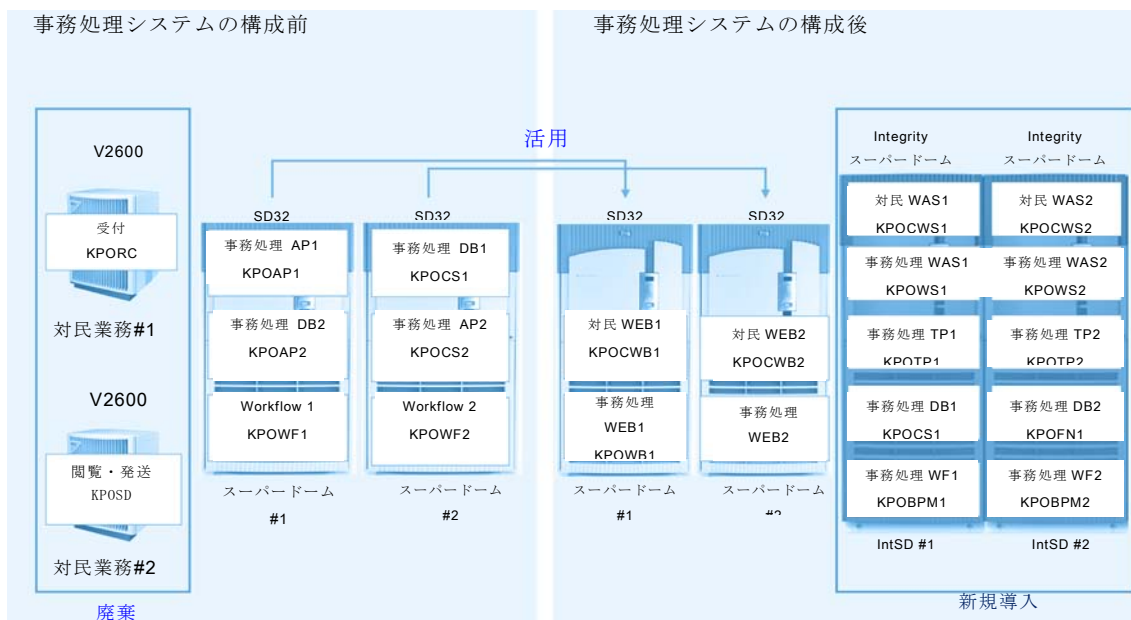 事務処理システムの構成前
V2600
受付
KPORC
対民業務#1
V2600
閲覧・発送
KPOSD
対民業務#2
廃棄
SD32
事務処理 AP1
KPOAP1
事務処理 DB2
KPOAP2
Workflow 1
KPOWF1
スーパードーム
#1
SD32
事務処理 DB1
KPOCS1
事務処理 AP2
KPOCS2
Workflow 2
KPOWF2
スーパードーム
#2
活用
事務処理システムの構成後
SD32
対民 WEB1
KPOCWB1
事務処理
WEB1
KPOWB1
スーパードーム
#1
SD32
対民 WEB2
KPOCWB2
事務処理
WEB2
スーパードーム
#2
Integrity
スーパードーム
対民 WAS1
KPOCWS1
事務処理 WAS1
KPOWS1
事務処理 TP1
KPOTP1
事務処理 DB1
KPOCS1
事務処理 WF1
KPOBPM1
IntSD #1
Integrity
スーパードーム
対民 WAS2
KPOCWS2
事務処理 WAS2
KPOWS2
事務処理 TP2
KPOTP2
事務処理 DB2
KPOFN1
事務処理 WF2
KPOBPM2
IntSD #2
新規導入